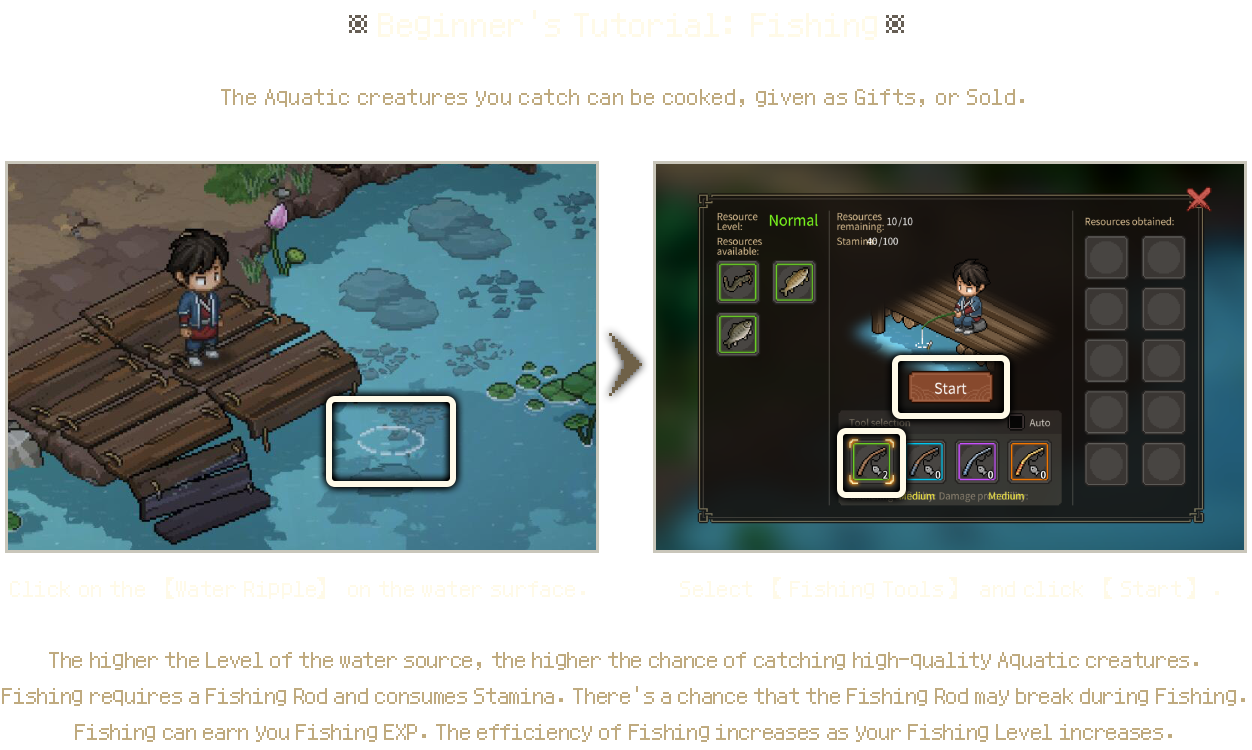 ※ Beginner's Tutorial: Fishing ※
The Aquatic creatures you catch can be cooked, given as Gifts, or Sold.
Resource Level: Normal
Resources available:
Resources remaining: 10/10
Stamina 40/100
Resources obtained:
Start
Tool selection
Auto
2
0
0
0
Medium Damage Medium
Click on the 【Water Ripple】 on the water surface.
Select 【Fishing Tools】 and click 【Start】.
The higher the Level of the water source, the higher the chance of catching high-quality Aquatic creatures.
Fishing requires a Fishing Rod and consumes Stamina. There's a chance that the Fishing Rod may break during Fishing.
Fishing can earn you Fishing EXP. The efficiency of Fishing increases as your Fishing Level increases.